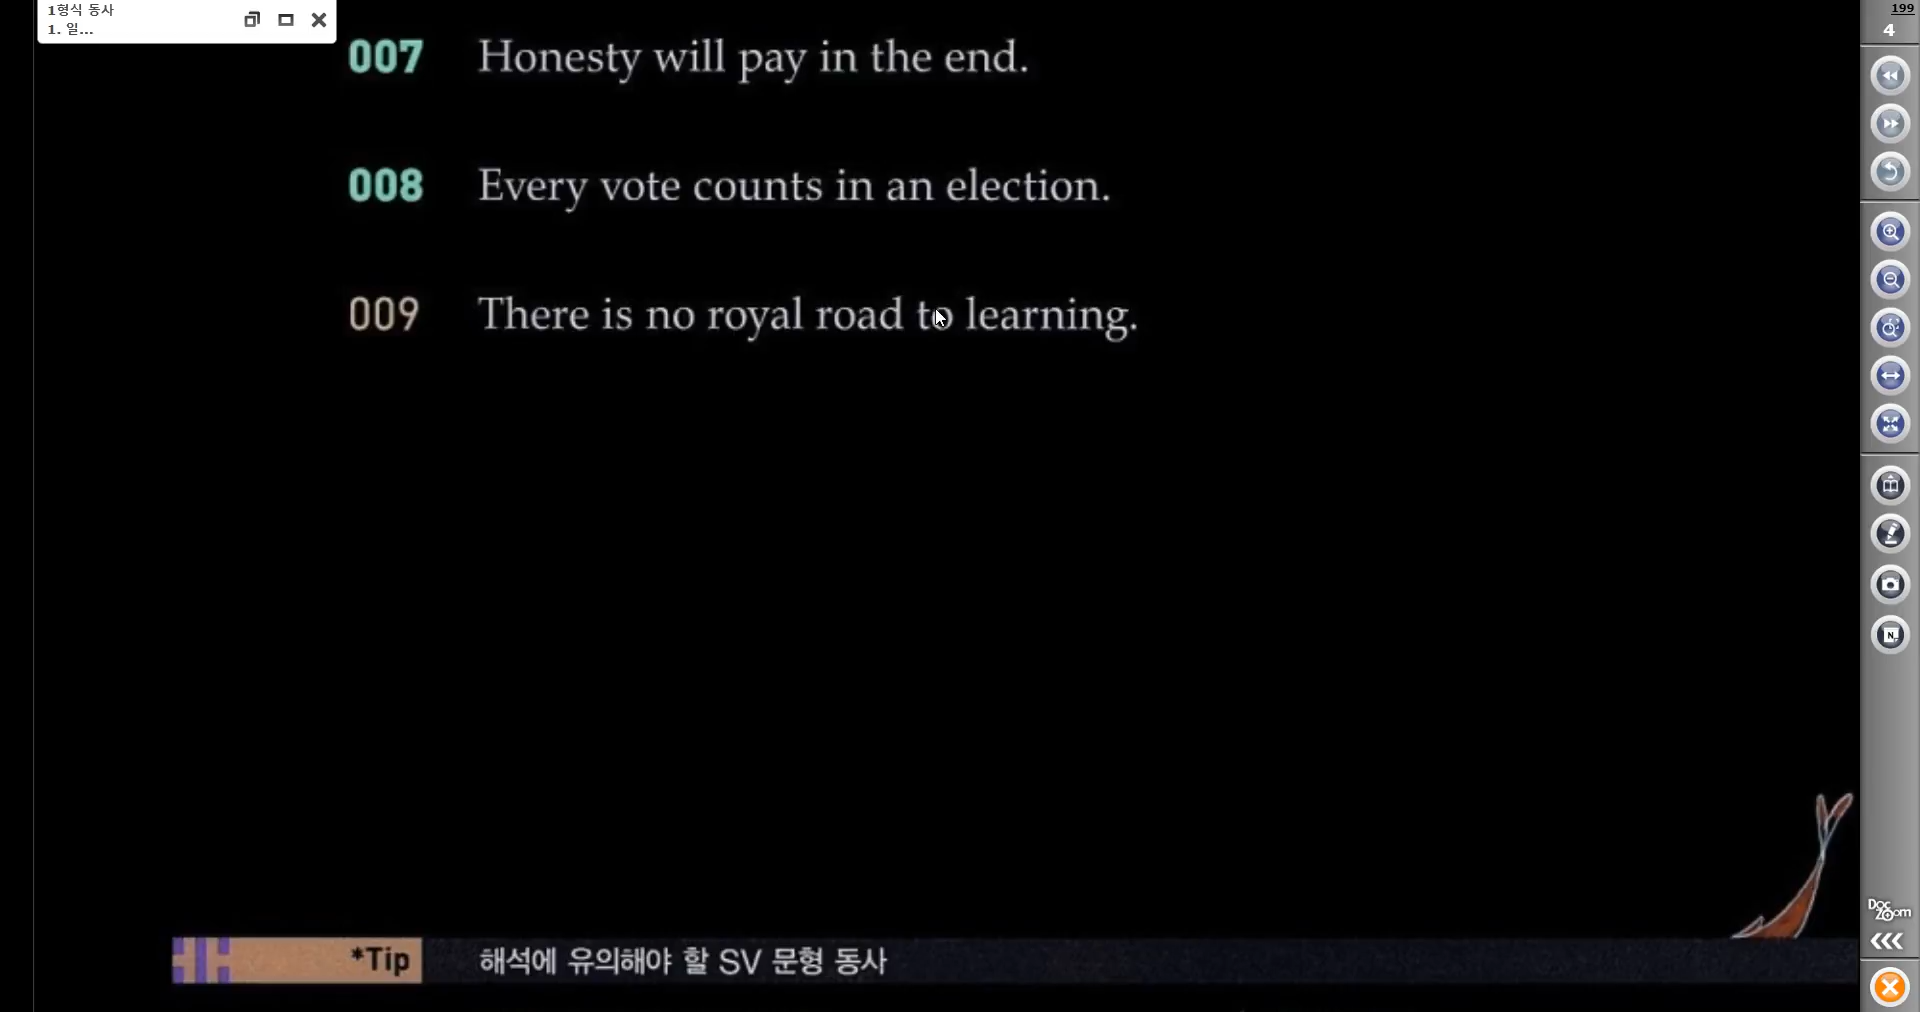 1형식 동사
1. 일...
199
4
007 Honesty will pay in the end.
008 Every vote counts in an election.
009 There is no royal road to learning.
N
Doc
Zoom
*Tip 해석에 유의해야 할 SV 문형 동사